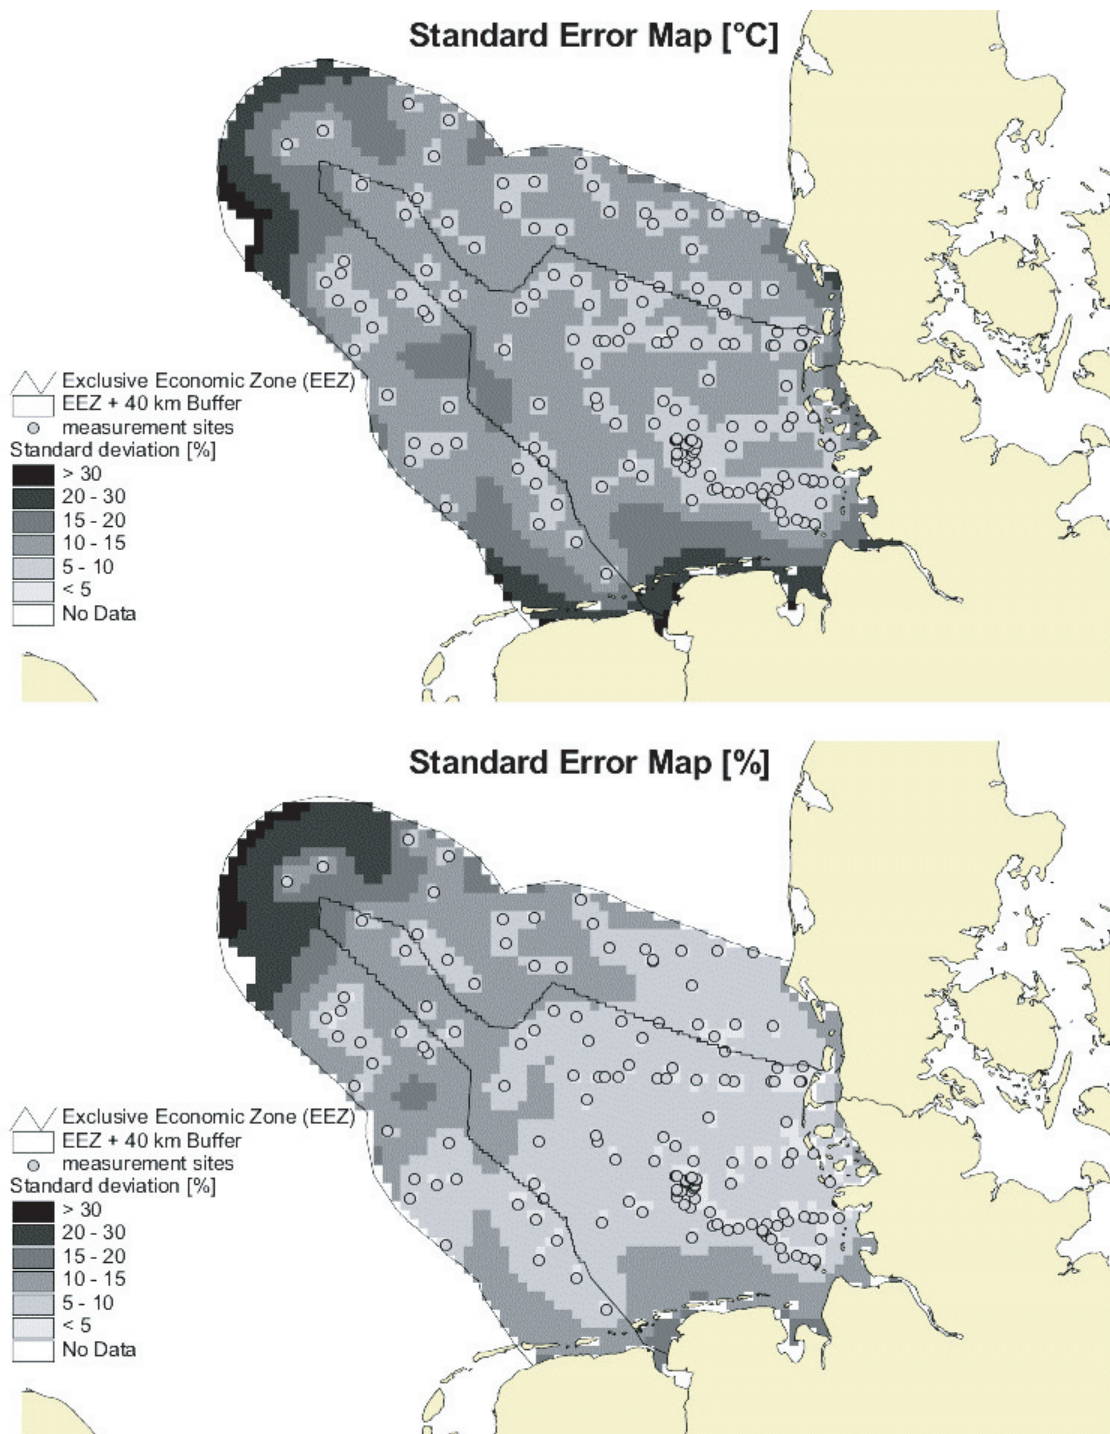 Standard Error Map [°C]
Exclusive Economic Zone (EEZ)
EEZ + 40 km Buffer
measurement sites
Standard deviation [%]
> 30
20 - 30
15 - 20
10 - 15
5 - 10
< 5
No Data
Standard Error Map [%]
Exclusive Economic Zone (EEZ)
EEZ + 40 km Buffer
measurement sites
Standard deviation [%]
> 30
20 - 30
15 - 20
10 - 15
5 - 10
< 5
No Data